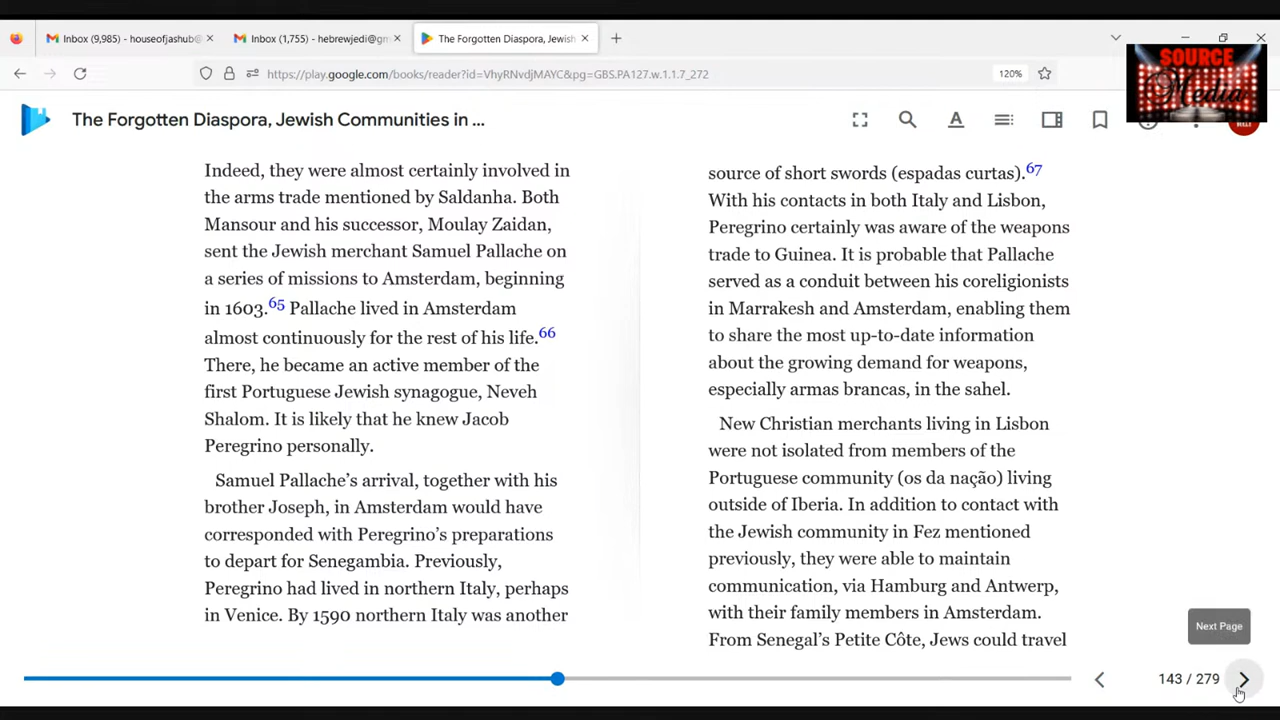 Inbox (9,985) - houseofjashub@
Inbox (1,755) - hebrewjedi@gm
The Forgotten Diaspora, Jewish
https://play.google.com/books/reader?id=VhyRNvdjMAYC&pg=GBS.PA127.w.1.1.7_272
120%
SOURCE
Media
The Forgotten Diaspora, Jewish Communities in ...
Indeed, they were almost certainly involved in
the arms trade mentioned by Saldanha. Both
Mansour and his successor, Moulay Zaidan,
sent the Jewish merchant Samuel Pallache on
a series of missions to Amsterdam, beginning
in 1603.65 Pallache lived in Amsterdam
almost continuously for the rest of his life.66
There, he became an active member of the
first Portuguese Jewish synagogue, Neveh
Shalom. It is likely that he knew Jacob
Peregrino personally.
Samuel Pallache’s arrival, together with his
brother Joseph, in Amsterdam would have
corresponded with Peregrino’s preparations
to depart for Senegambia. Previously,
Peregrino had lived in northern Italy, perhaps
in Venice. By 1590 northern Italy was another
source of short swords (espadas curtas).67
With his contacts in both Italy and Lisbon,
Peregrino certainly was aware of the weapons
trade to Guinea. It is probable that Pallache
served as a conduit between his coreligionists
in Marrakesh and Amsterdam, enabling them
to share the most up-to-date information
about the growing demand for weapons,
especially armas brancas, in the sahel.
New Christian merchants living in Lisbon
were not isolated from members of the
Portuguese community (os da nação) living
outside of Iberia. In addition to contact with
the Jewish community in Fez mentioned
previously, they were able to maintain
communication, via Hamburg and Antwerp,
with their family members in Amsterdam.
From Senegal’s Petite Côte, Jews could travel
Next Page
143 / 279